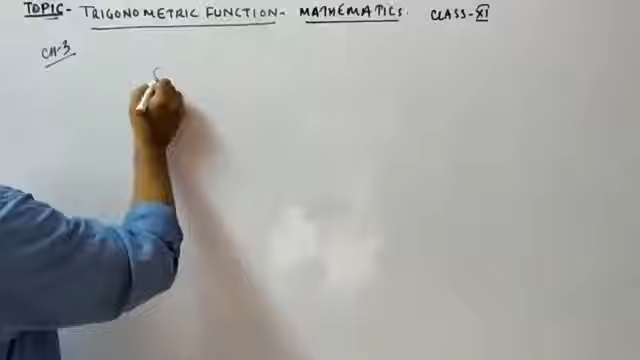 TOPIC- TRIGONOMETRIC FUNCTION- MATHEMATICS. CLASS-XI
CH-3